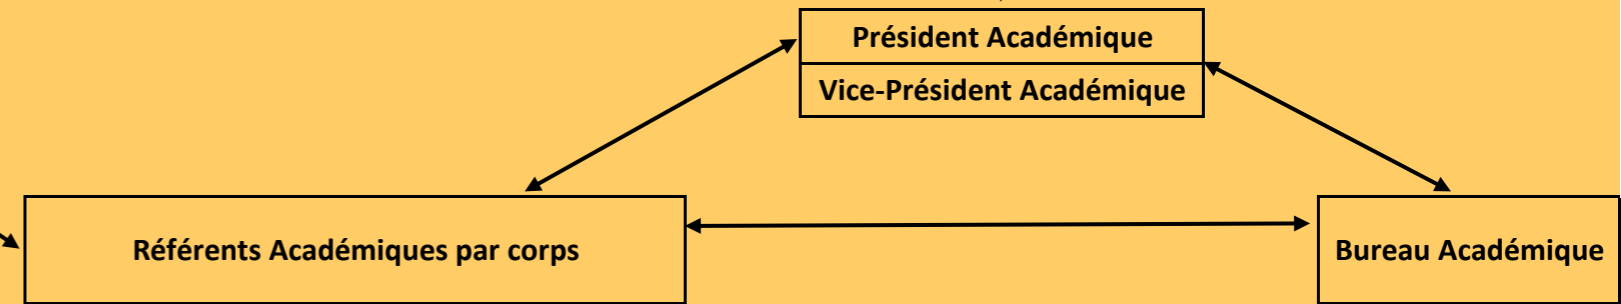 Président Académique
Vice-Président Académique
Référents Académiques par corps
Bureau Académique